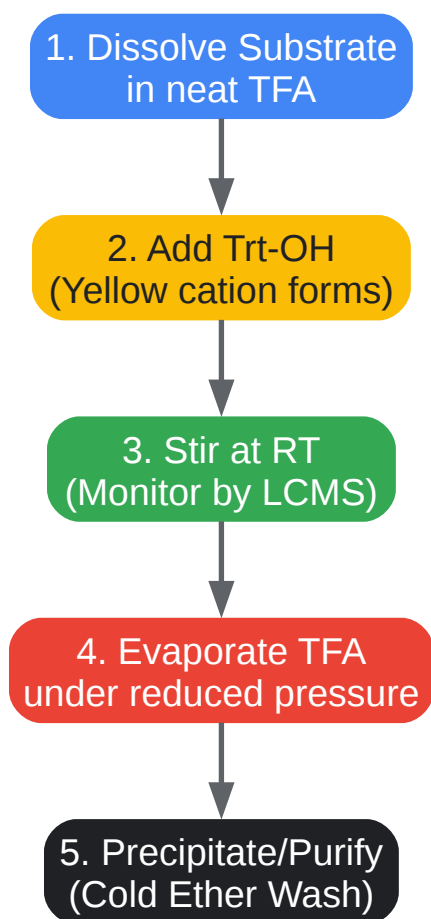 1. Dissolve Substrate
in neat TFA
2. Add Trt-OH
(Yellow cation forms)
3. Stir at RT
(Monitor by LCMS)
4. Evaporate TFA
under reduced pressure
5. Precipitate/Purify
(Cold Ether Wash)